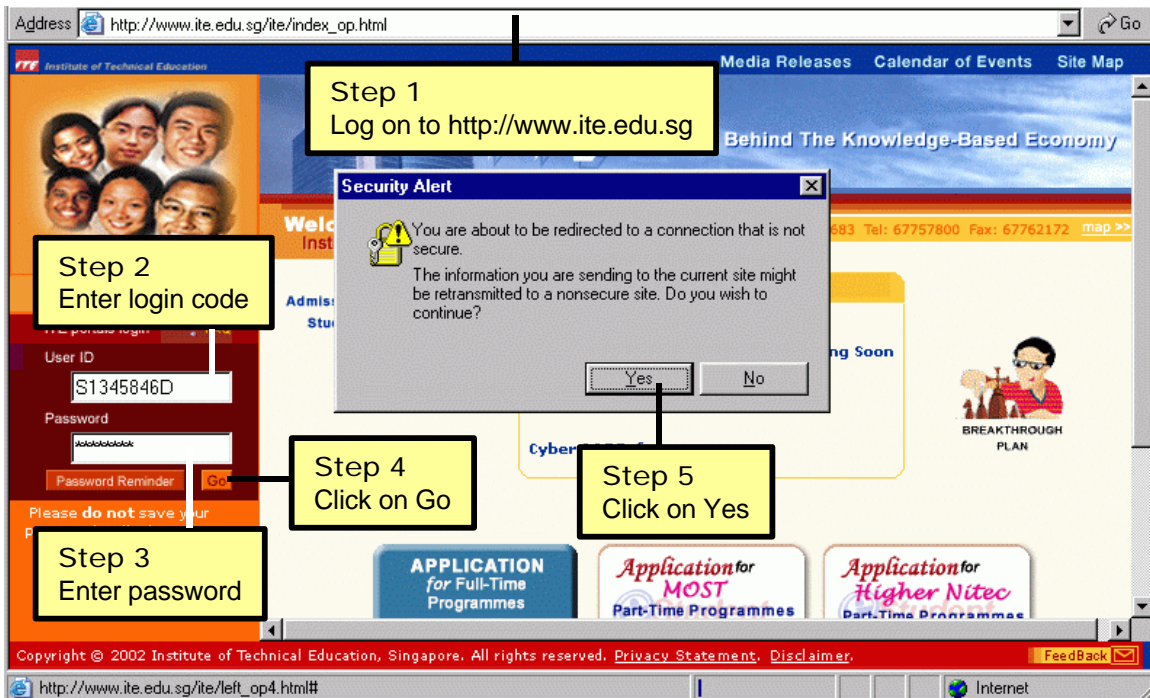 Address http://www.ite.edu.sg/ite/index_op.html Go
ITE Institute of Technical Education
Media Releases Calendar of Events Site Map
Step 1
Log on to http://www.ite.edu.sg
Behind The Knowledge-Based Economy
Security Alert
You are about to be redirected to a connection that is not
secure.
The information you are sending to the current site might
be retransmitted to a nonsecure site. Do you wish to
continue?
Yes No
683 Tel: 67757800 Fax: 67762172 map >>
Step 2
Enter login code
User ID
S1345846D
Password
*********
Password Reminder Go
Soon
BREAKTHROUGH
PLAN
Cyber
Step 4
Click on Go
Step 5
Click on Yes
Please do not save your
Step 3
Enter password
APPLICATION
for Full-Time
Programmes
Application for
MOST
Part-Time Programmes
Application for
Higher Nitec
Part-Time Programmes
Copyright © 2002 Institute of Technical Education, Singapore. All rights reserved. Privacy Statement. Disclaimer.
FeedBack
http://www.ite.edu.sg/ite/left_op4.html#
Internet